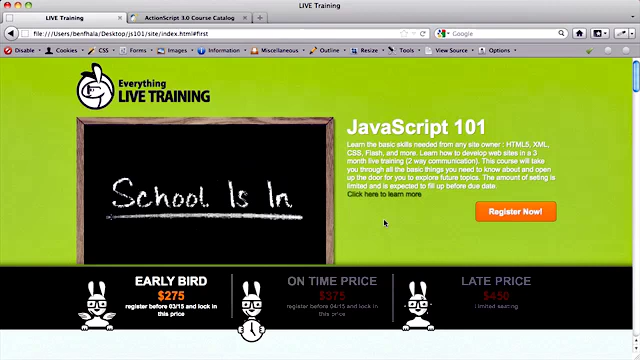 LIVE Training
LIVE Training
ActionScript 3.0 Course Catalog
file:///Users/benfhala/Desktop/js101/site/index.html#first
Google
Disable
Cookies
CSS
Forms
Images
Information
Miscellaneous
Outline
Resize
Tools
View Source
Options
Everything
LIVE TRAINING
School Is In
JavaScript 101
Learn the basic skills needed from any site owner : HTML5, XML,
CSS, Flash, and more. Learn how to develop web sites in a 3
month live training (2 way communication). This course will take
you through all the basic things you need to know about and open
up the door for you to explore future topics. The amount of seting is
limited and is expected to fill up before due date.
Click here to learn more
Register Now!
EARLY BIRD
$275
register before 03/15 and lock in
this price
ON TIME PRICE
$375
register before 04/15 and lock in
this price
LATE PRICE
$450
Limited seating